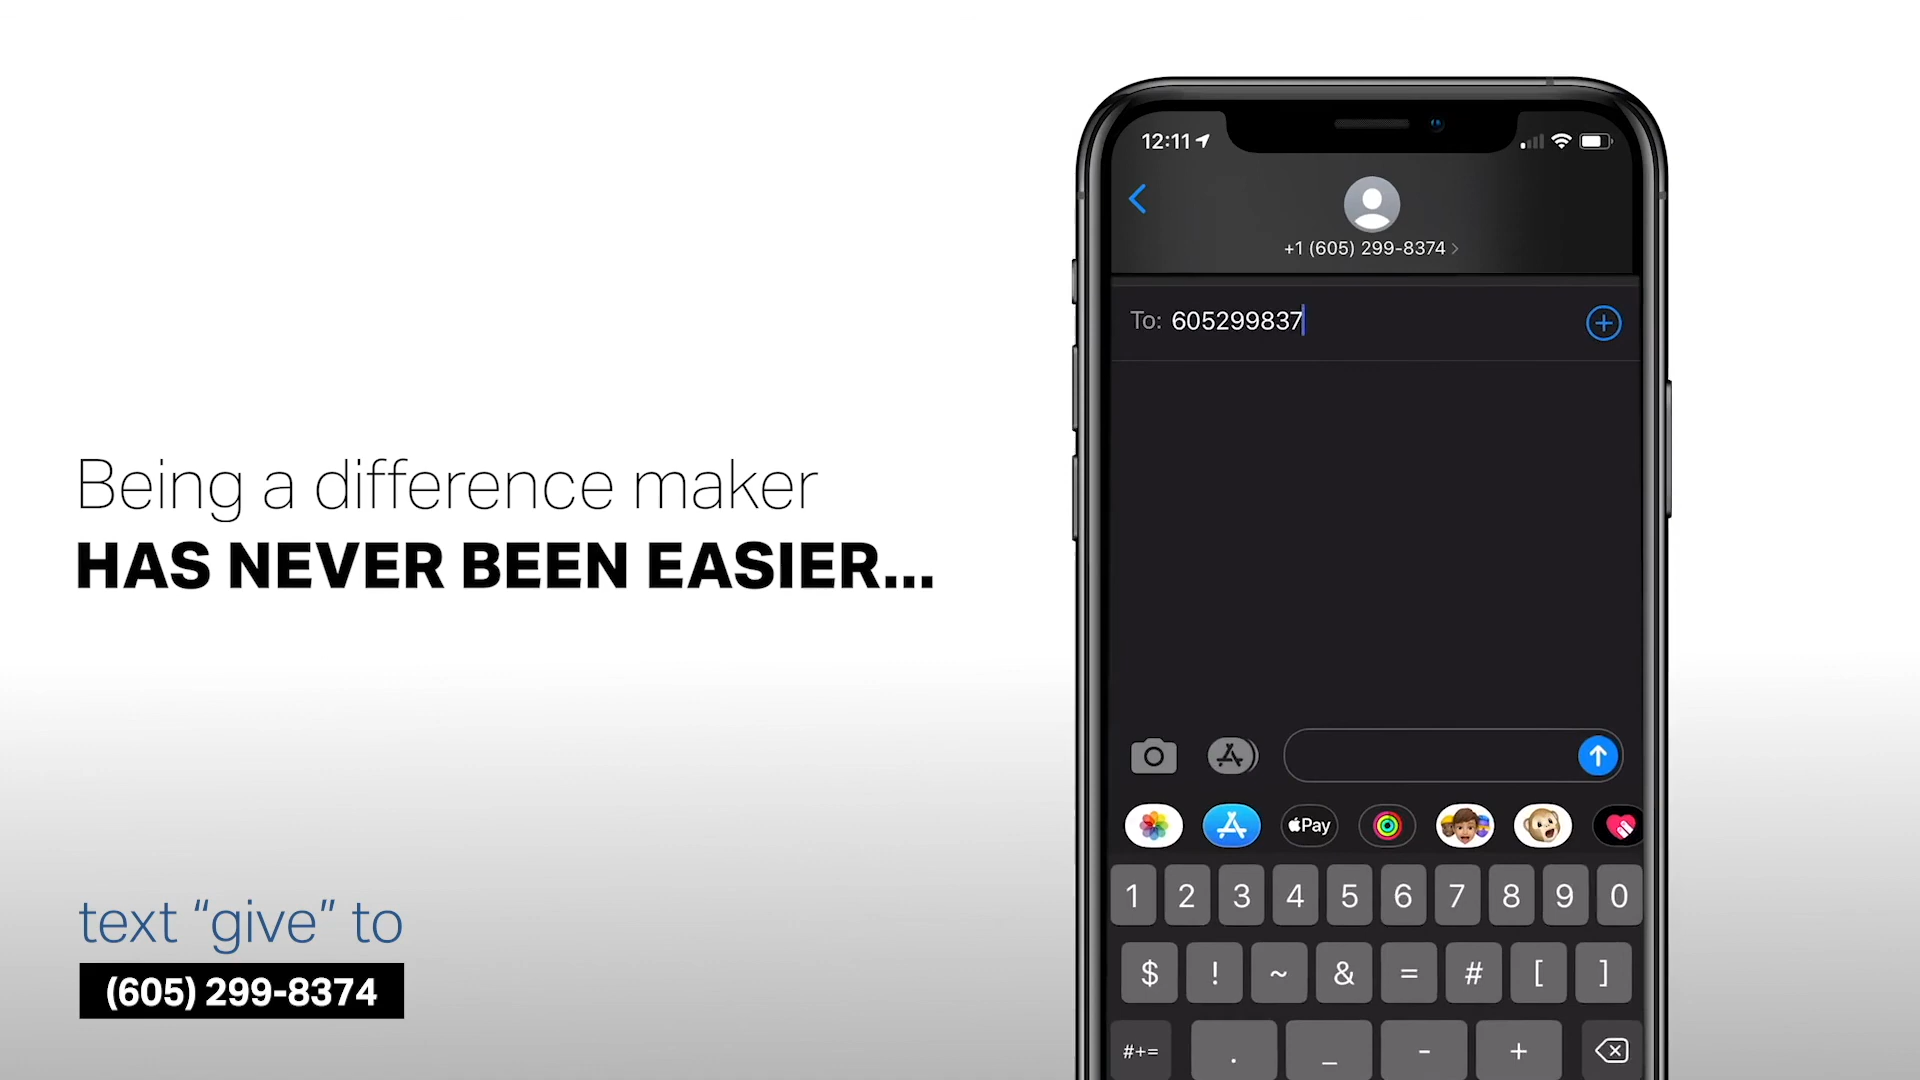 Being a difference maker
HAS NEVER BEEN EASIER...
text “give” to
(605) 299-8374
12:11
+1 (605) 299-8374
To: 605299837
Pay
1 2 3 4 5 6 7 8 9 0
$ ! ~ & = # [ ]
#+= . _ - +